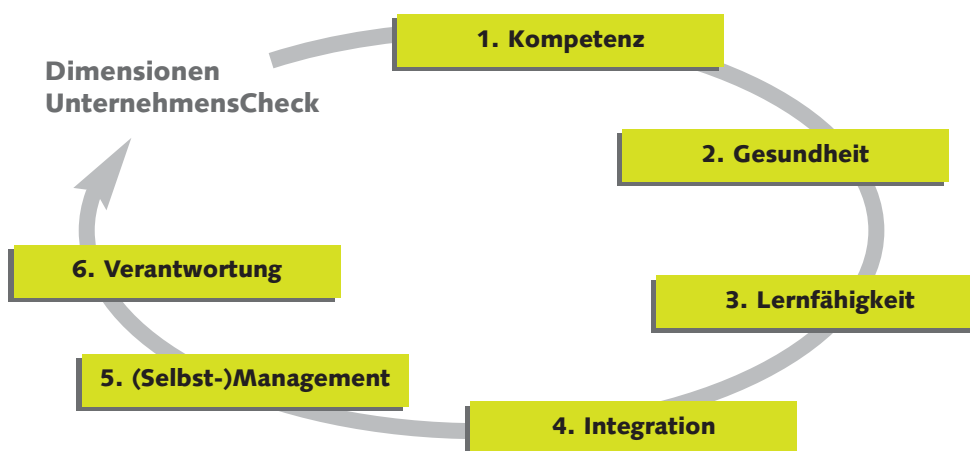 Dimensionen
UnternehmensCheck
1. Kompetenz
2. Gesundheit
3. Lernfähigkeit
4. Integration
5. (Selbst-)Management
6. Verantwortung